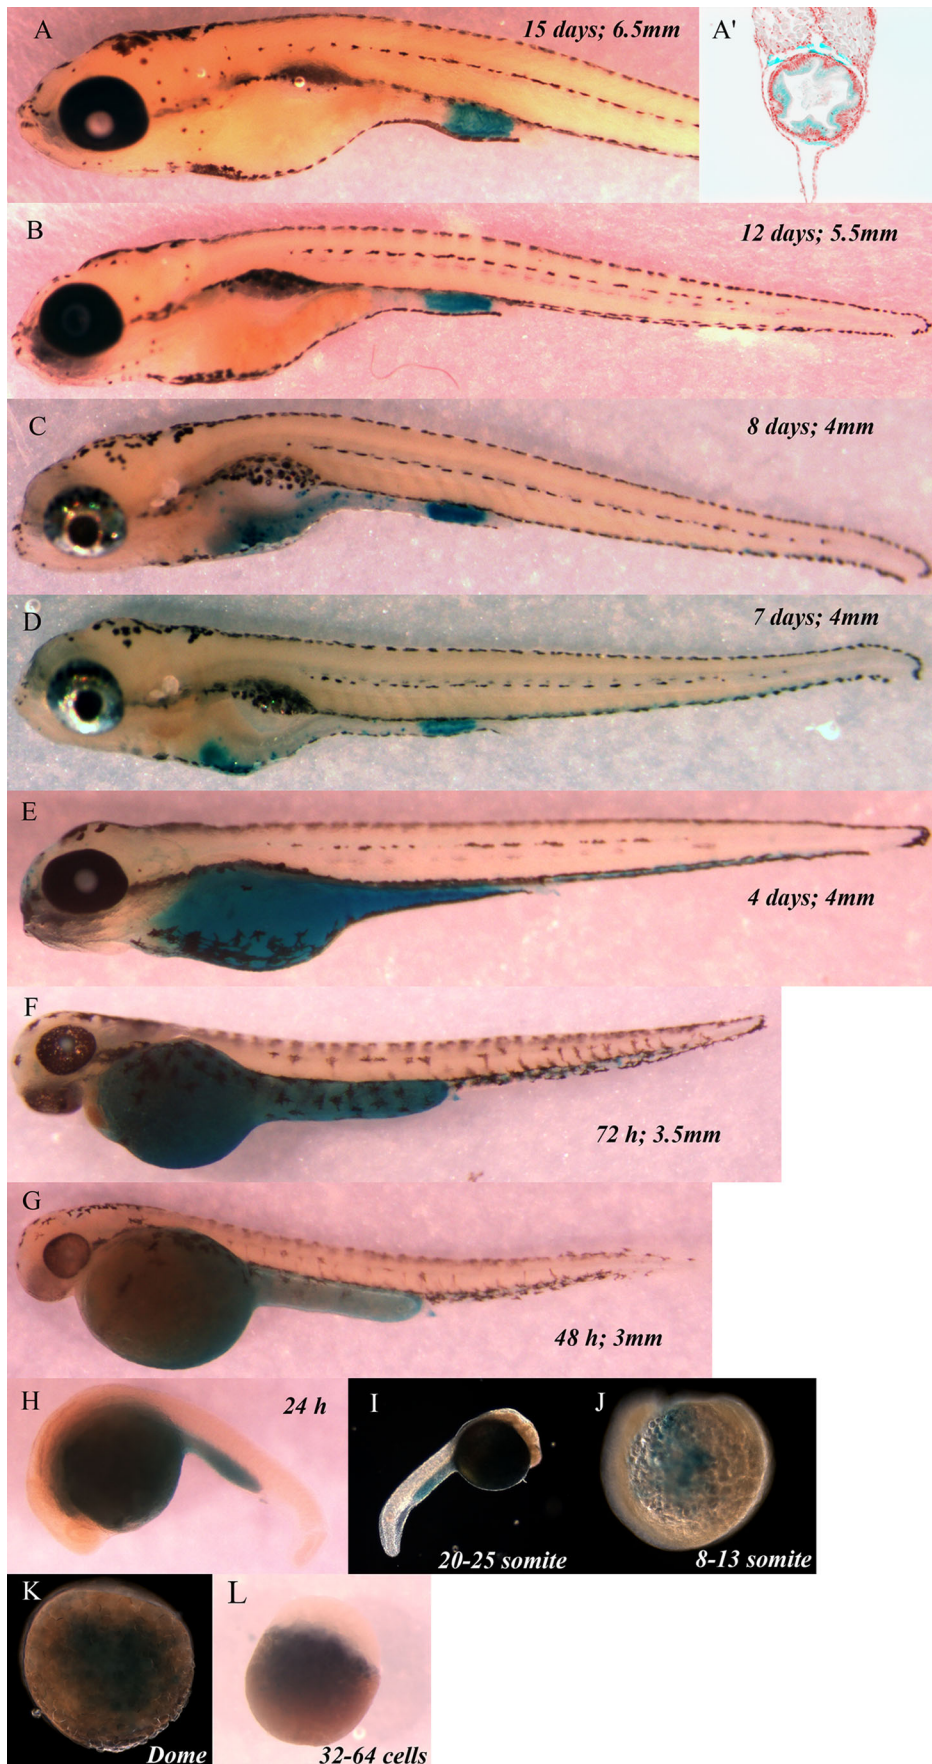 A
15 days; 6.5mm
A'
B
12 days; 5.5mm
C
8 days; 4mm
D
7 days; 4mm
E
4 days; 4mm
F
72 h; 3.5mm
G
48 h; 3mm
H
24 h
I
20-25 somite
J
8-13 somite
K
Dome
L
32-64 cells